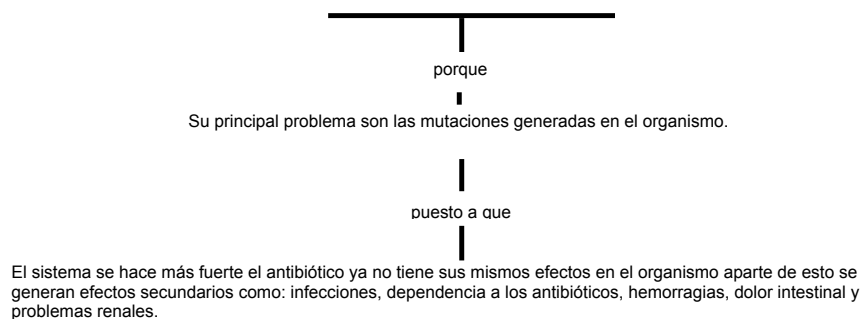 porque
Su principal problema son las mutaciones generadas en el organismo.
puesto a que
El sistema se hace más fuerte el antibiótico ya no tiene sus mismos efectos en el organismo aparte de esto se
generan efectos secundarios como: infecciones, dependencia a los antibióticos, hemorragias, dolor intestinal y
problemas renales.